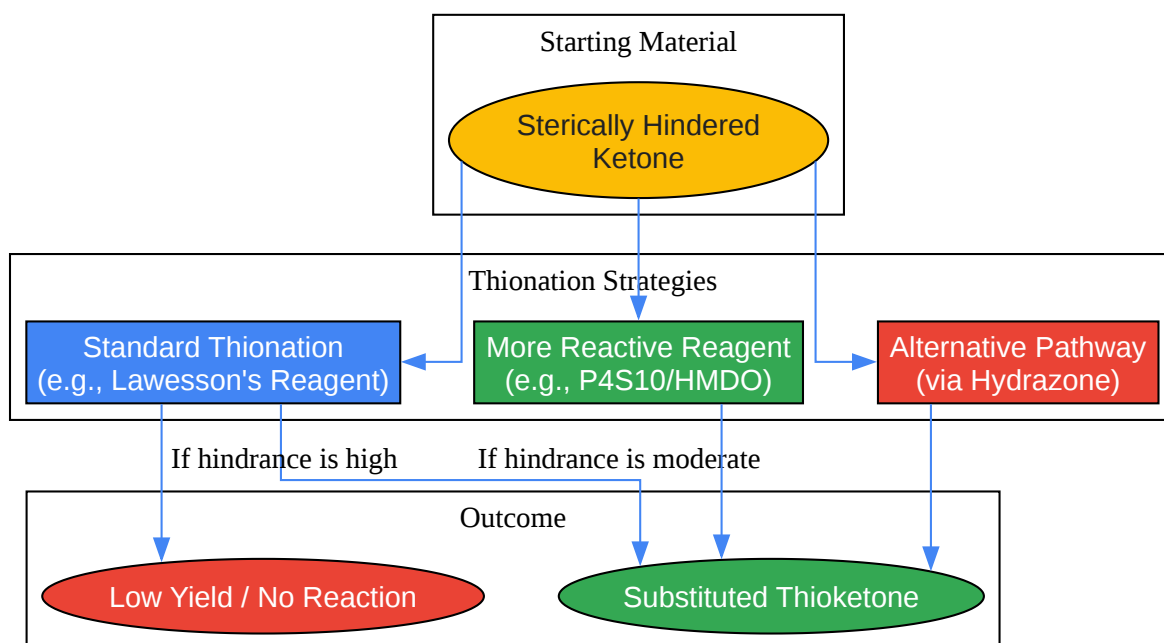 Starting Material
Sterically Hindered
Ketone
Thionation Strategies
Standard Thionation
(e.g., Lawesson's Reagent)
More Reactive Reagent
(e.g., P4S10/HMDO)
Alternative Pathway
(via Hydrazone)
If hindrance is high
If hindrance is moderate
Outcome
Low Yield / No Reaction
Substituted Thioketone